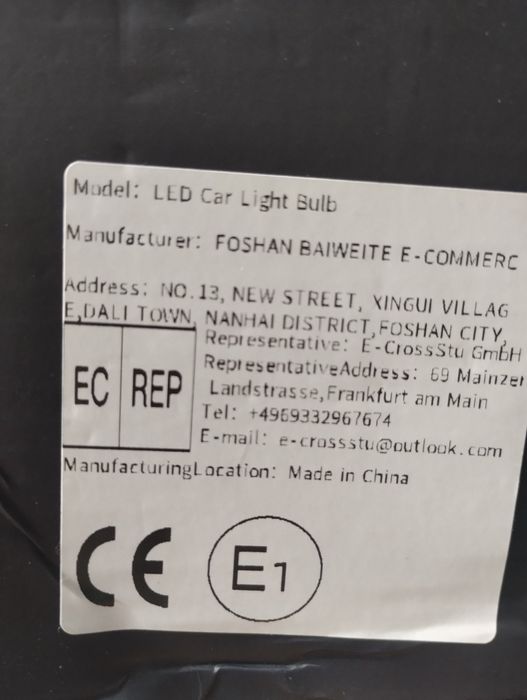 Model: LED Car Light Bulb
Manufacturer: FOSHAN BAIWEITE E-COMMERC
Address: NO.13, NEW STREET, XINGUI VILLAG
E,DALI TOWN, NANHAI DISTRICT,FOSHAN CITY,
Representative: E-CrossStu GmbH
RepresentativeAddress: 69 Mainzer
Landstrasse,Frankfurt am Main
Tel: +4969332967674
E-mail: e-crossstu@outlook.com
EC REP
ManufacturingLocation: Made in China
CE E1